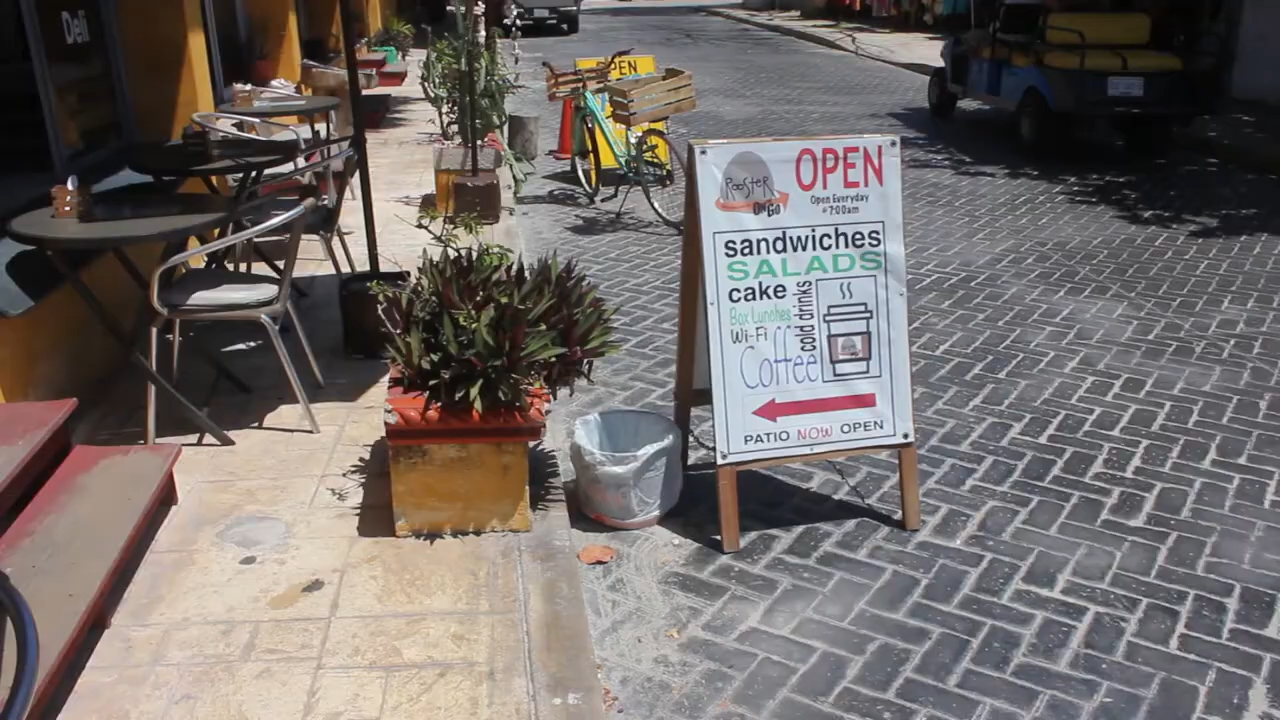 Deli
OPEN
ROOSTER
On Go
OPEN
Open Everyday
@ 7:00am
sandwiches
SALADS
cake
Box Lunches
Wi-Fi
Coffee
cold drinks
PATIO NOW OPEN